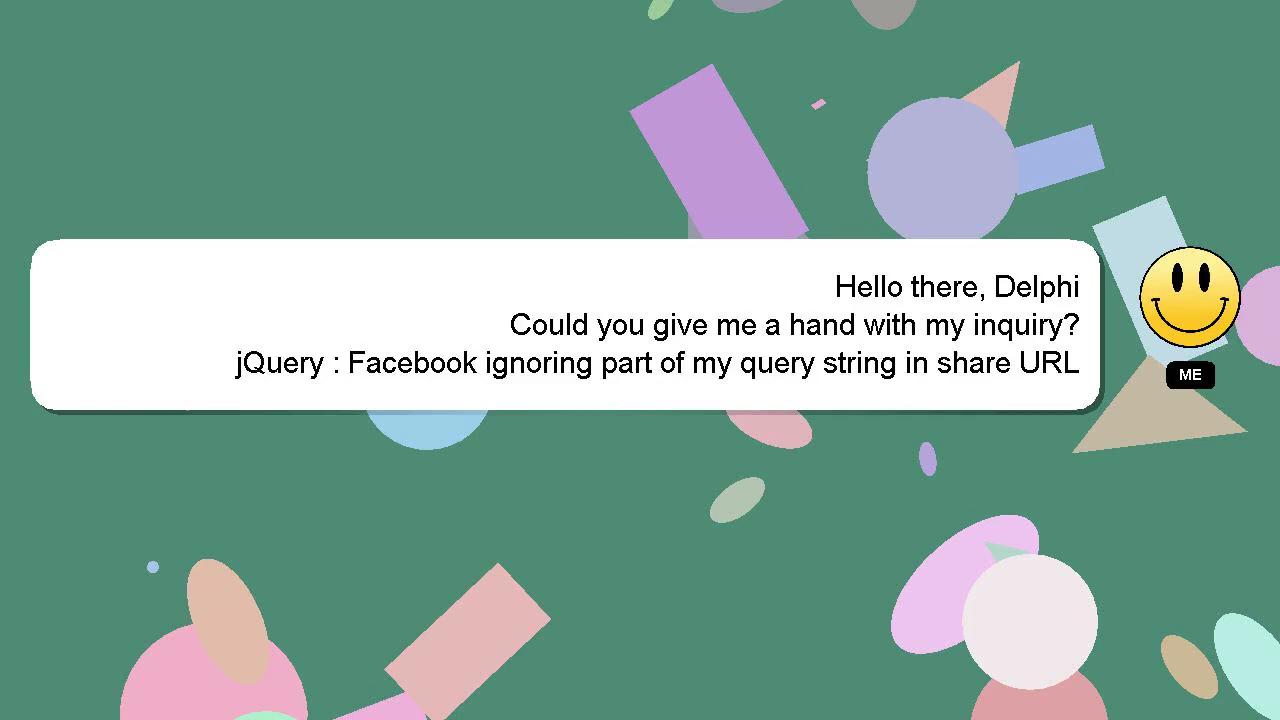 Hello there, Delphi
Could you give me a hand with my inquiry?
jQuery : Facebook ignoring part of my query string in share URL
ME